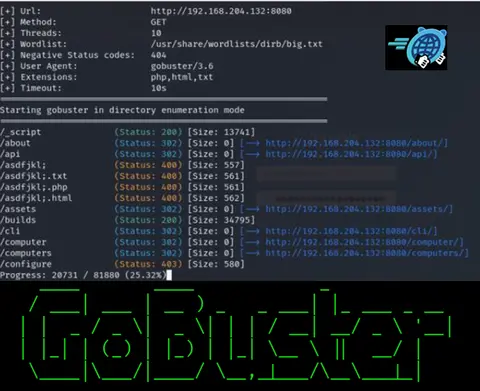 [+] Url: http://192.168.204.132:8080
[+] Method: GET
[+] Threads: 10
[+] Wordlist: /usr/share/wordlists/dirb/big.txt
[+] Negative Status codes: 404
[+] User Agent: gobuster/3.6
[+] Extensions: php,html,txt
[+] Timeout: 10s
Starting gobuster in directory enumeration mode
/_script (Status: 200) [Size: 13741]
/about (Status: 302) [Size: 0] [--> http://192.168.204.132:8080/about/]
/api (Status: 302) [Size: 0] [--> http://192.168.204.132:8080/api/]
/asdfjkl; (Status: 400) [Size: 557]
/asdfjkl;.txt (Status: 400) [Size: 561]
/asdfjkl;.php (Status: 400) [Size: 561]
/asdfjkl;.html (Status: 400) [Size: 562]
/assets (Status: 302) [Size: 0] [--> http://192.168.204.132:8080/assets/]
/builds (Status: 200) [Size: 34795]
/cli (Status: 302) [Size: 0] [--> http://192.168.204.132:8080/cli/]
/computer (Status: 302) [Size: 0] [--> http://192.168.204.132:8080/computer/]
/computers (Status: 302) [Size: 0] [--> http://192.168.204.132:8080/computers/]
/configure (Status: 403) [Size: 580]
Progress: 20731 / 81880 (25.32%)
GoBuster